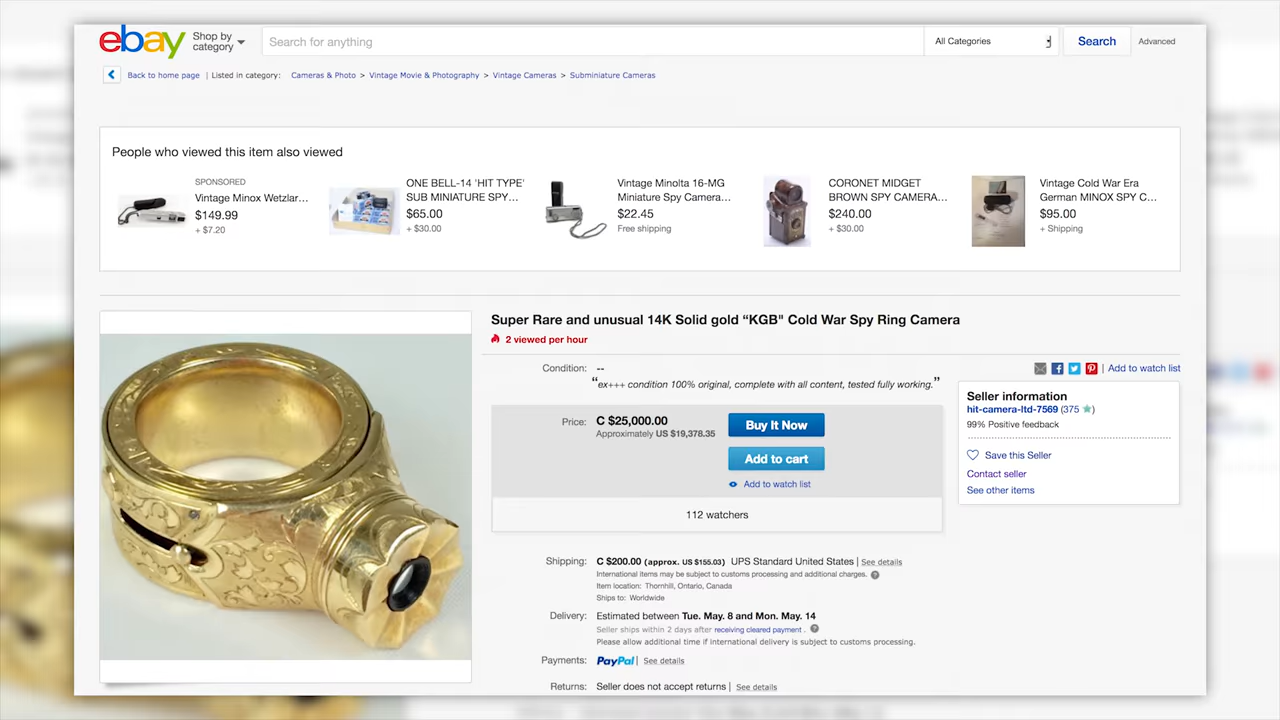 ebay
Shop by
category
Search for anything
All Categories
Search
Advanced
Back to home page | Listed in category: Cameras & Photo > Vintage Movie & Photography > Vintage Cameras > Subminiature Cameras
People who viewed this item also viewed
SPONSORED
Vintage Minox Wetzlar...
$149.99
+ $7.20
ONE BELL-14 'HIT TYPE'
SUB MINIATURE SPY...
$65.00
+ $30.00
Vintage Minolta 16-MG
Miniature Spy Camera...
$22.45
Free shipping
CORONET MIDGET
BROWN SPY CAMERA...
$240.00
+ $30.00
Vintage Cold War Era
German MINOX SPY C...
$95.00
+ Shipping
Super Rare and unusual 14K Solid gold “KGB" Cold War Spy Ring Camera
2 viewed per hour
Condition: --
“ex+++ condition 100% original, complete with all content, tested fully working.”
Price: C $25,000.00
Approximately US $19,378.35
Buy It Now
Add to cart
Add to watch list
112 watchers
| Add to watch list
Seller information
hit-camera-ltd-7569 (375 ★)
99% Positive feedback
Save this Seller
Contact seller
See other items
Shipping: C $200.00 (approx. US $155.03) UPS Standard United States | See details
International items may be subject to customs processing and additional charges. ?
Item location: Thornhill, Ontario, Canada
Ships to: Worldwide
Delivery: Estimated between Tue. May. 8 and Mon. May. 14
Seller ships within 2 days after receiving cleared payment . ?
Please allow additional time if international delivery is subject to customs processing.
Payments: PayPal | See details
Returns: Seller does not accept returns | See details